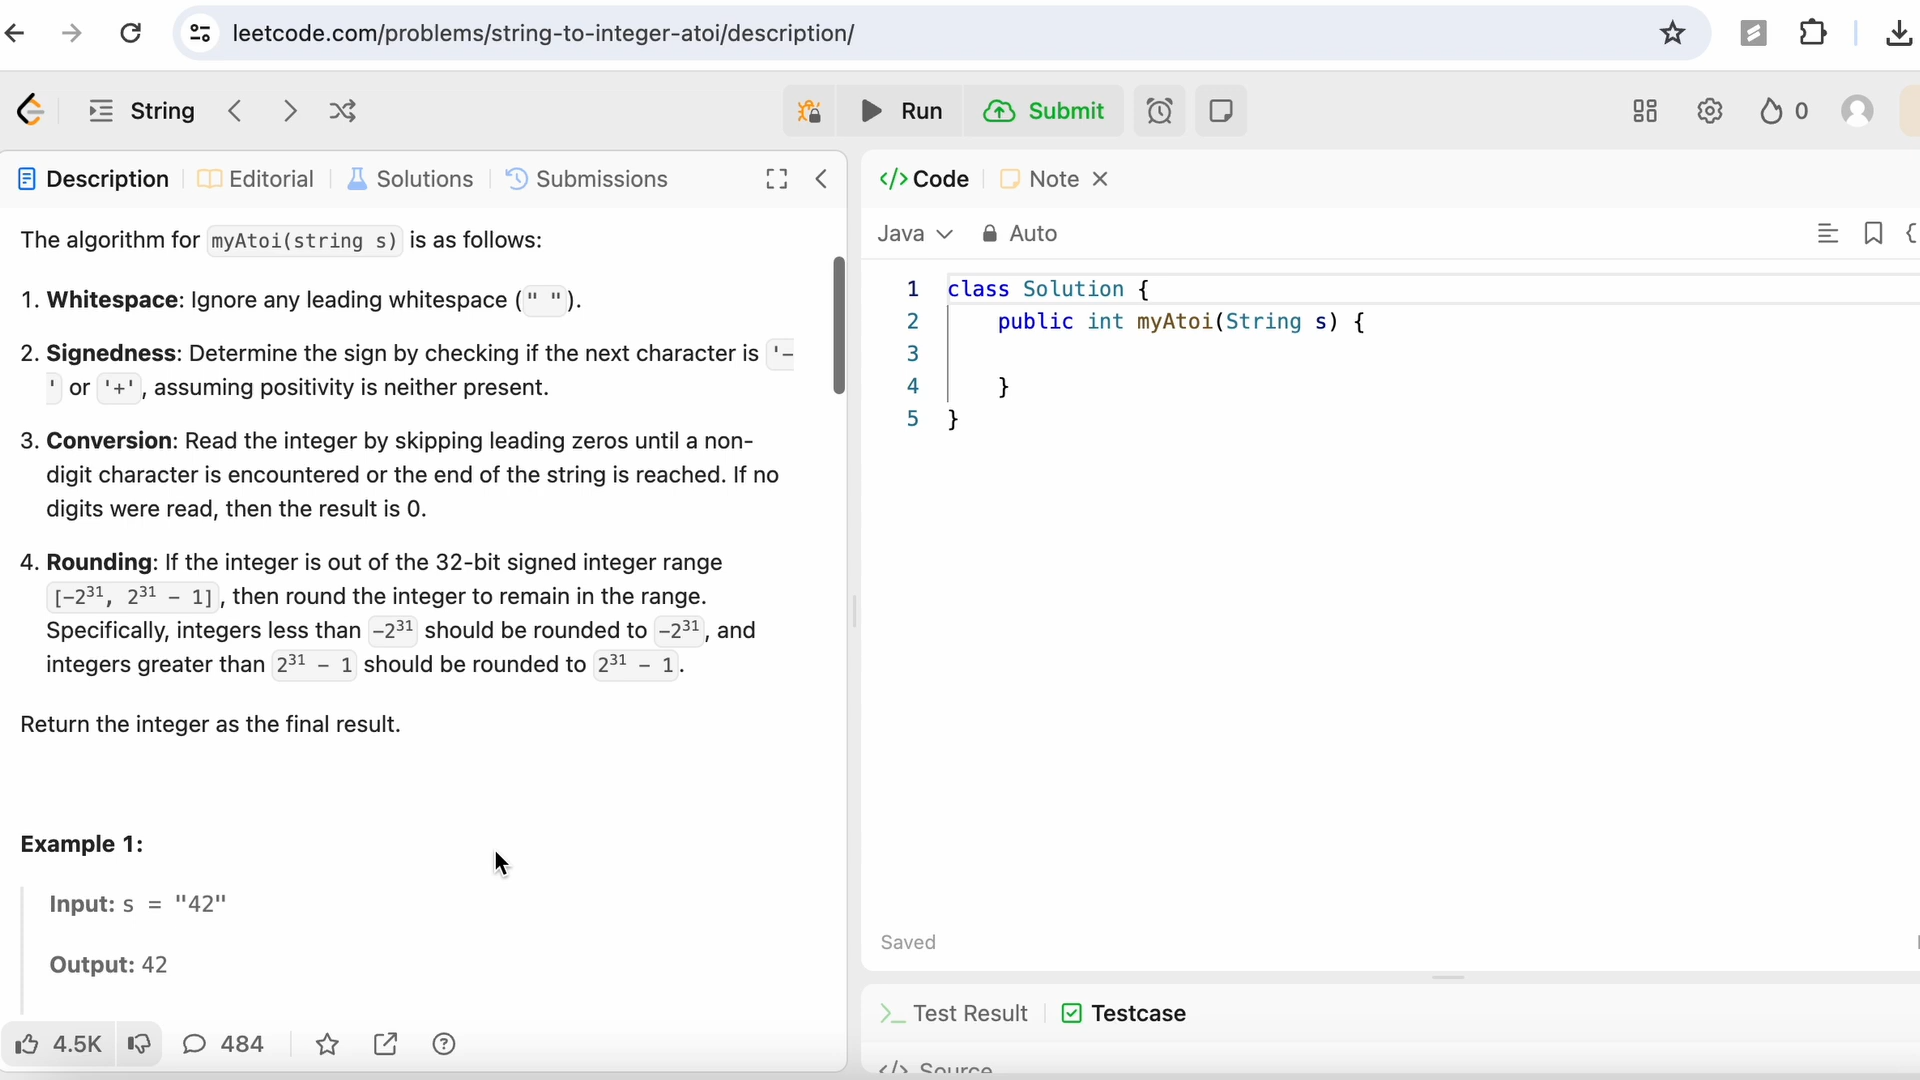 leetcode.com/problems/string-to-integer-atoi/description/
String
Run
Submit
0
Description
Editorial
Solutions
Submissions
The algorithm for myAtoi(string s) is as follows:
1. Whitespace: Ignore any leading whitespace (" ").
2. Signedness: Determine the sign by checking if the next character is '-
' or '+', assuming positivity is neither present.
3. Conversion: Read the integer by skipping leading zeros until a non-
digit character is encountered or the end of the string is reached. If no
digits were read, then the result is 0.
4. Rounding: If the integer is out of the 32-bit signed integer range
[-2³¹, 2³¹ - 1], then round the integer to remain in the range.
Specifically, integers less than -2³¹ should be rounded to -2³¹, and
integers greater than 2³¹ - 1 should be rounded to 2³¹ - 1.
Return the integer as the final result.
Example 1:
Input: s = "42"
Output: 42
4.5K
484
</> Code
Note
Java
Auto
1 class Solution {
2 public int myAtoi(String s) {
3
4 }
5 }
Saved
Test Result
Testcase
</> Source